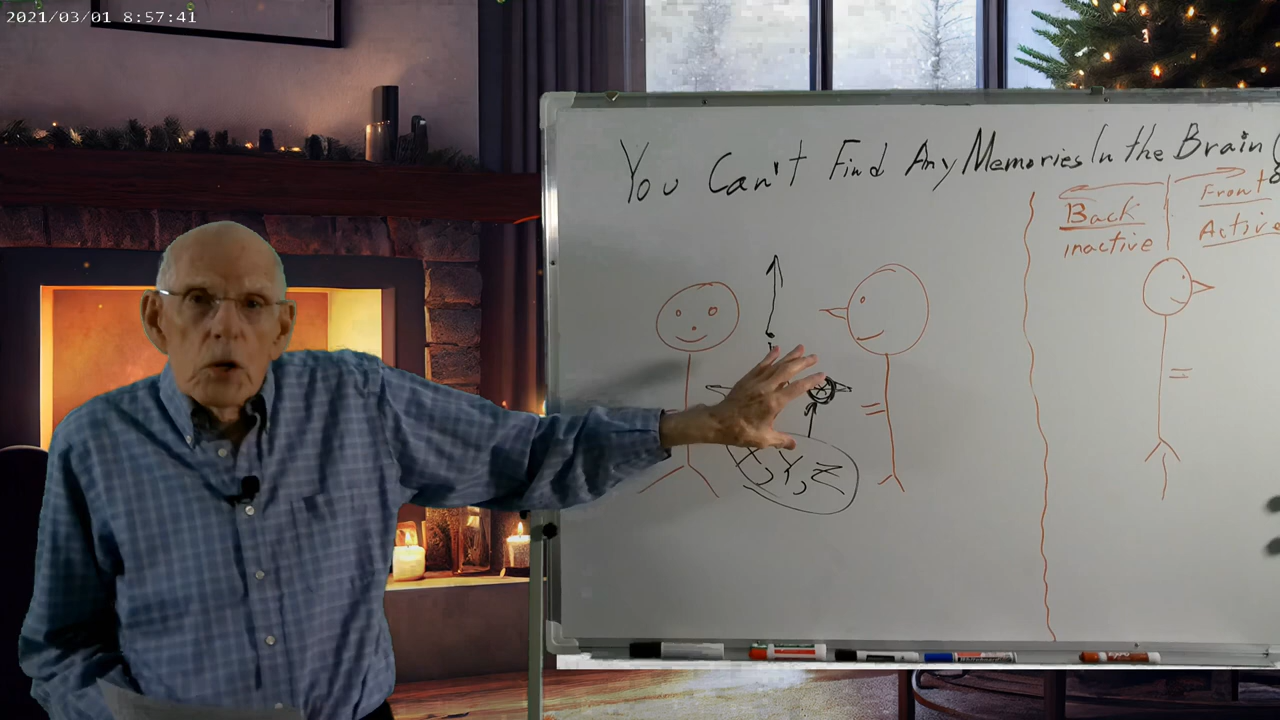 2021/03/01 8:57:41
You Can't Find Any Memories In the Brain (
Back
inactive
Front
Active
X, Y, Z